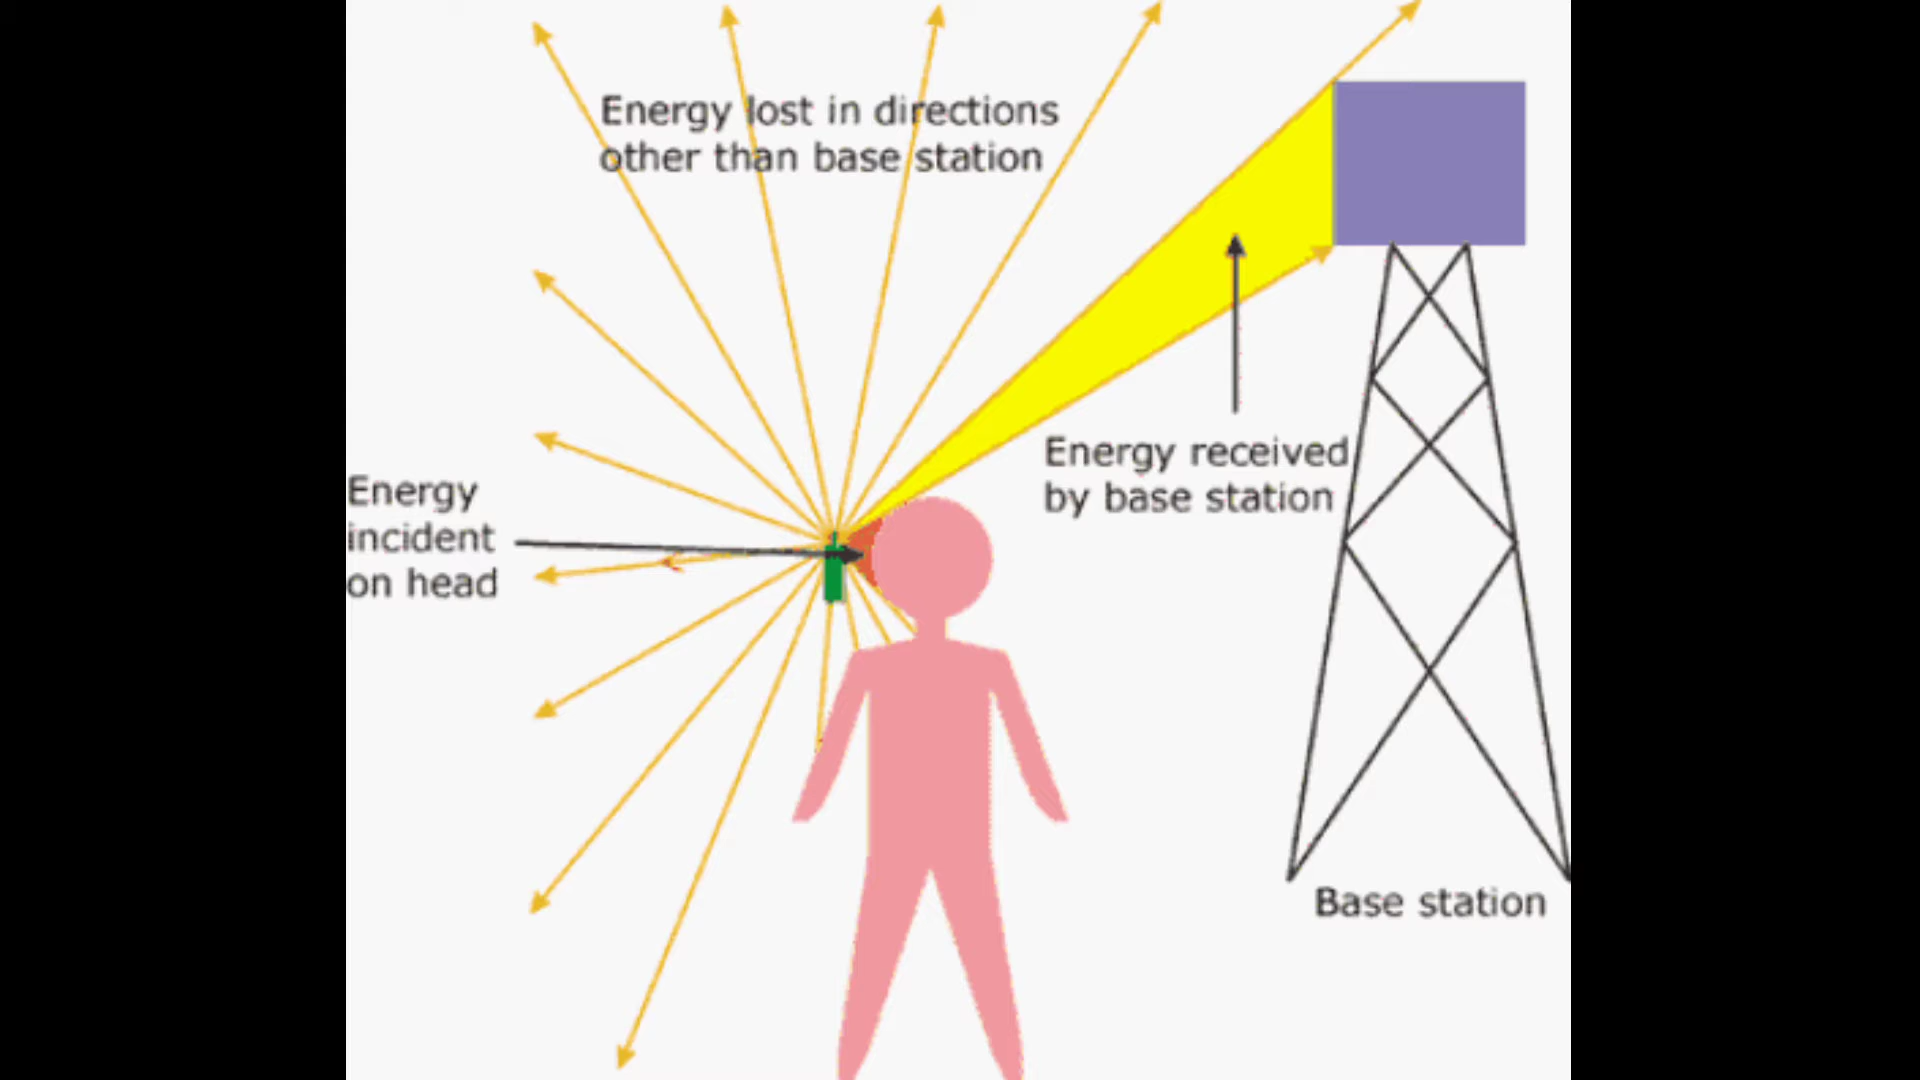 Energy lost in directions
other than base station
Energy received
by base station
Energy
incident
on head
Base station